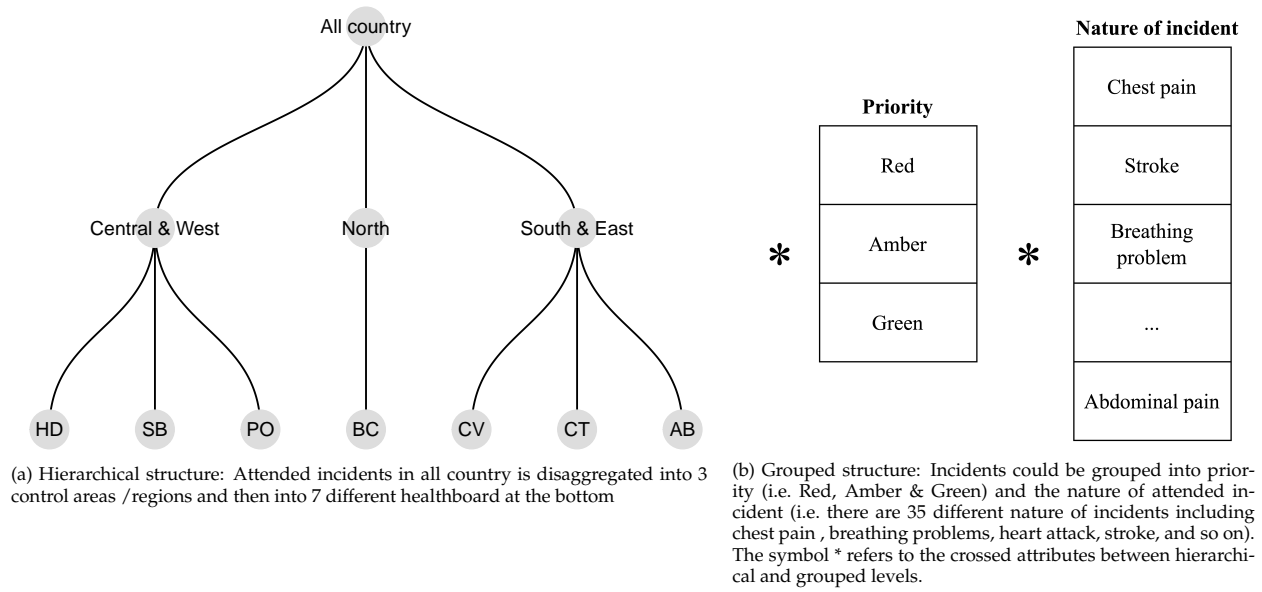 All country
Central & West
North
South & East
HD
SB
PO
BC
CV
CT
AB
(a) Hierarchical structure: Attended incidents in all country is disaggregated into 3
control areas /regions and then into 7 different healthboard at the bottom
*
Priority
Red
Amber
Green
*
Nature of incident
Chest pain
Stroke
Breathing
problem
...
Abdominal pain
(b) Grouped structure: Incidents could be grouped into prior-
ity (i.e. Red, Amber & Green) and the nature of attended in-
cident (i.e. there are 35 different nature of incidents including
chest pain , breathing problems, heart attack, stroke, and so on).
The symbol * refers to the crossed attributes between hierarchi-
cal and grouped levels.